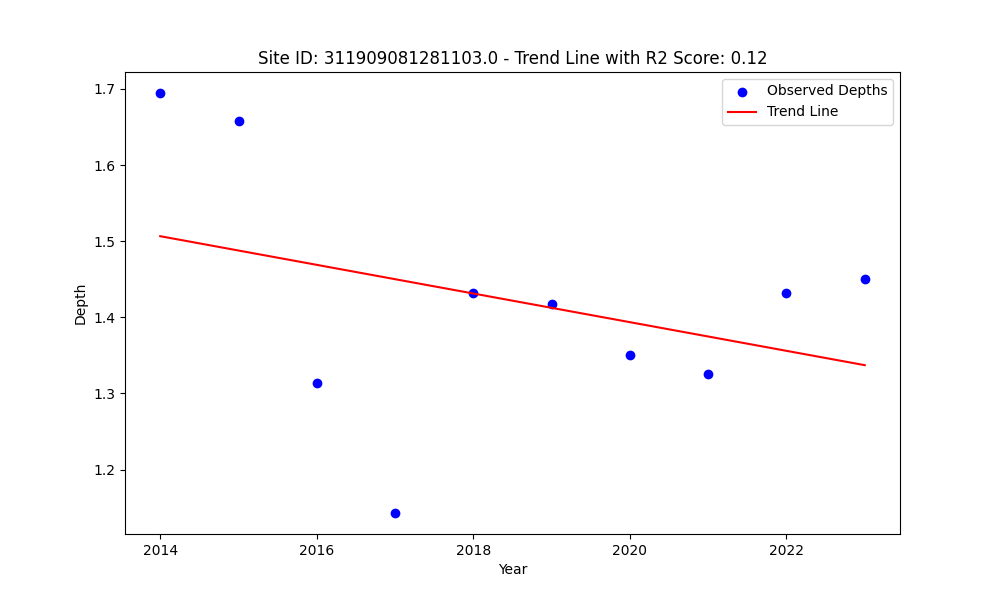 Site ID: 311909081281103.0 - Trend Line with R2 Score: 0.12
Observed Depths
Trend Line
1.7
1.6
1.5
1.4
1.3
1.2
Depth
2014
2016
2018
2020
2022
Year